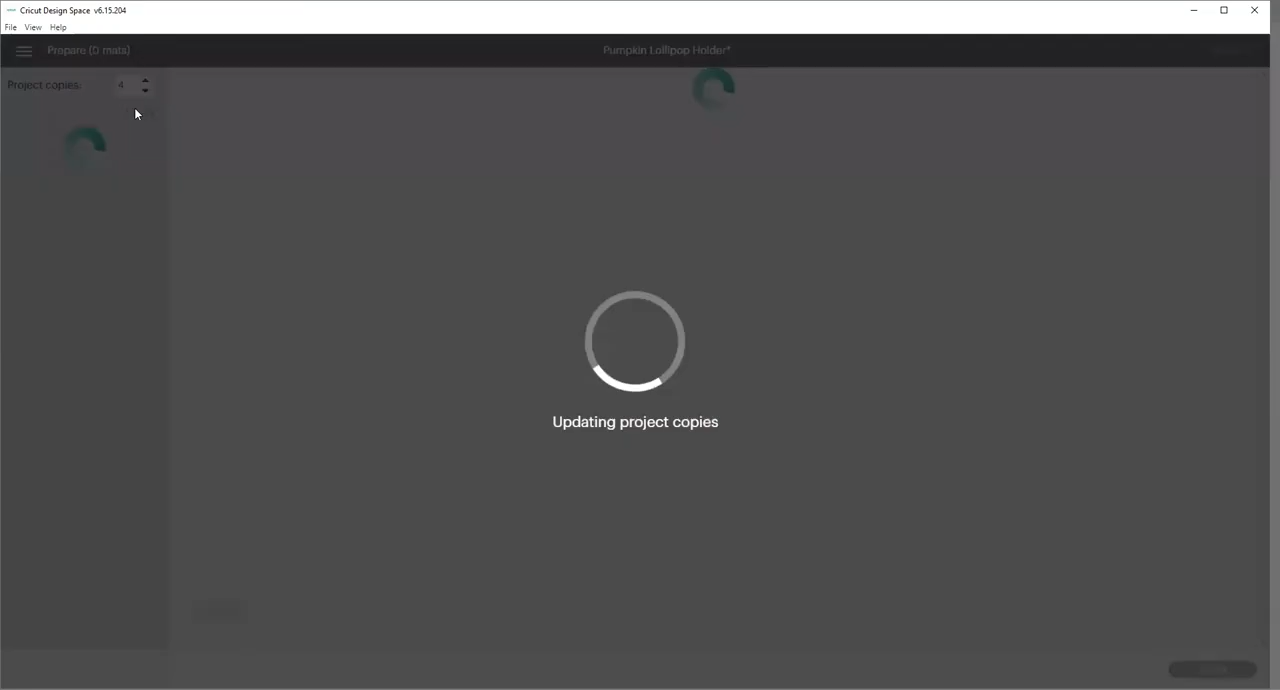 Cricut Design Space v6.15.204
File View Help
Prepare (0 mats)
Pumpkin Lollipop Holder*
Project copies: 4
Updating project copies